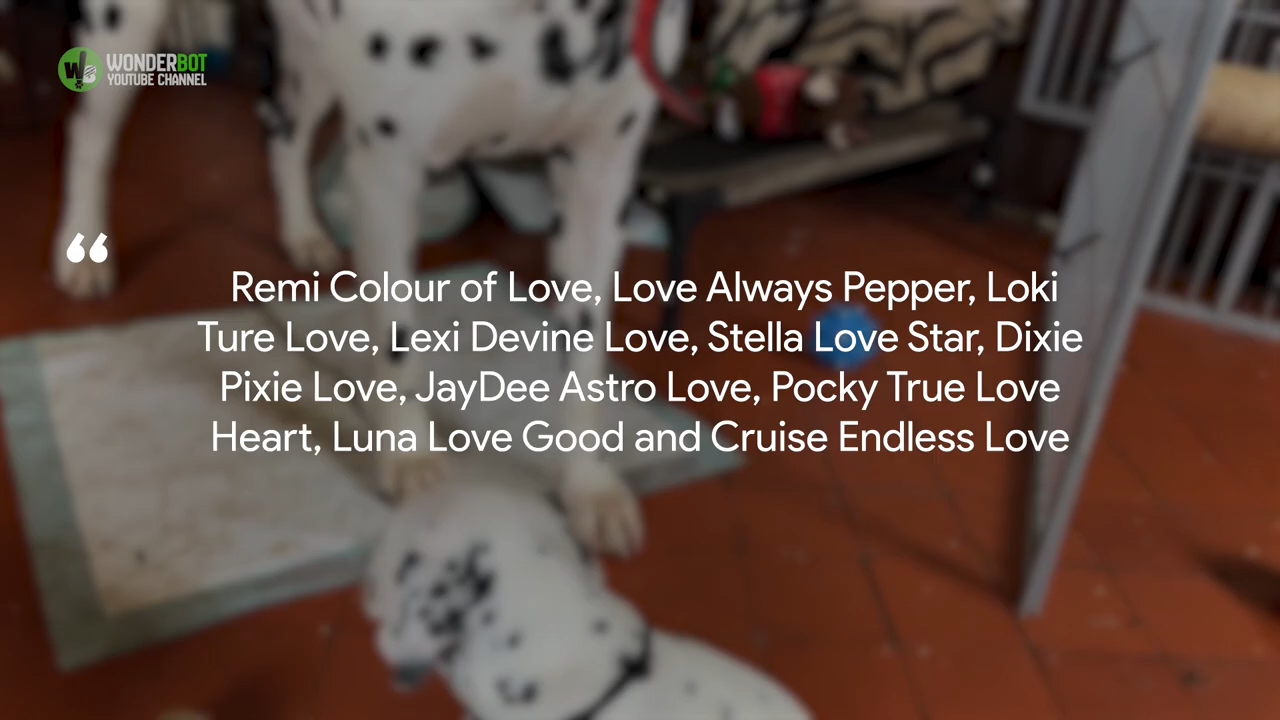 WONDERBOT
YOUTUBE CHANNEL
“
Remi Colour of Love, Love Always Pepper, Loki
Ture Love, Lexi Devine Love, Stella Love Star, Dixie
Pixie Love, JayDee Astro Love, Pocky True Love
Heart, Luna Love Good and Cruise Endless Love